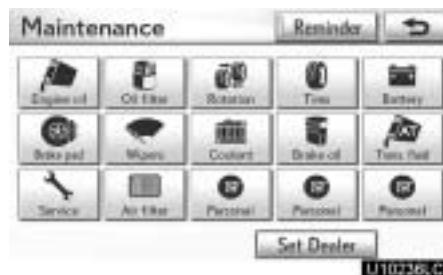 Maintenance Reminder
Engine oil Oil filter Rotation Tires Battery
Brake pad Wipers Coolant Brake oil Trans. fluid
Service Air filter Personal Personal Personal
Set Dealer